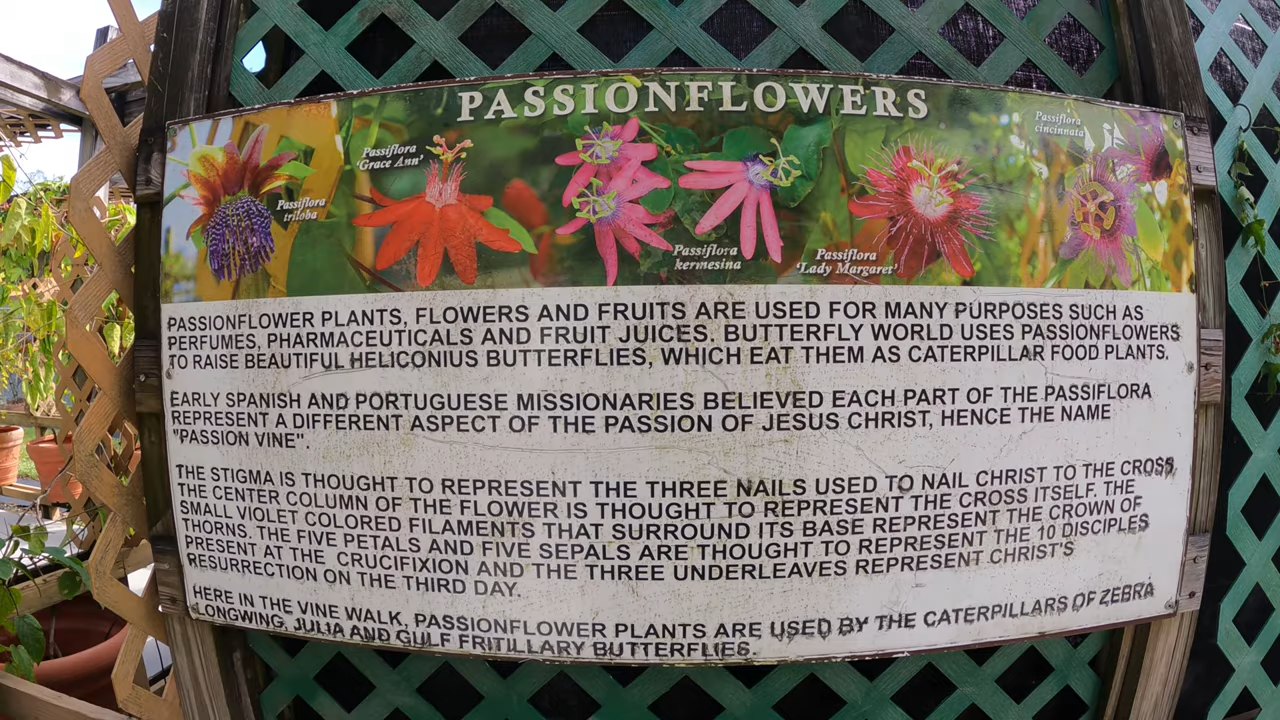 PASSIONFLOWERS
Passiflora
cincinnata
Passiflora
'Grace Ann'
Passiflora
triloba
Passiflora
kermesina
Passiflora
'Lady Margaret'
PASSIONFLOWER PLANTS, FLOWERS AND FRUITS ARE USED FOR MANY PURPOSES SUCH AS
PERFUMES, PHARMACEUTICALS AND FRUIT JUICES. BUTTERFLY WORLD USES PASSIONFLOWERS
TO RAISE BEAUTIFUL HELICONIUS BUTTERFLIES, WHICH EAT THEM AS CATERPILLAR FOOD PLANTS.
EARLY SPANISH AND PORTUGUESE MISSIONARIES BELIEVED EACH PART OF THE PASSIFLORA
REPRESENT A DIFFERENT ASPECT OF THE PASSION OF JESUS CHRIST, HENCE THE NAME
"PASSION VINE".
THE STIGMA IS THOUGHT TO REPRESENT THE THREE NAILS USED TO NAIL CHRIST TO THE CROSS,
THE CENTER COLUMN OF THE FLOWER IS THOUGHT TO REPRESENT THE CROSS ITSELF. THE
SMALL VIOLET COLORED FILAMENTS THAT SURROUND ITS BASE REPRESENT THE CROWN OF
THORNS. THE FIVE PETALS AND FIVE SEPALS ARE THOUGHT TO REPRESENT THE 10 DISCIPLES
PRESENT AT THE CRUCIFIXION AND THE THREE UNDERLEAVES REPRESENT CHRIST'S
RESURRECTION ON THE THIRD DAY.
HERE IN THE VINE WALK, PASSIONFLOWER PLANTS ARE USED BY THE CATERPILLARS OF ZEBRA
LONGWING, JULIA AND GULF FRITILLARY BUTTERFLIES.